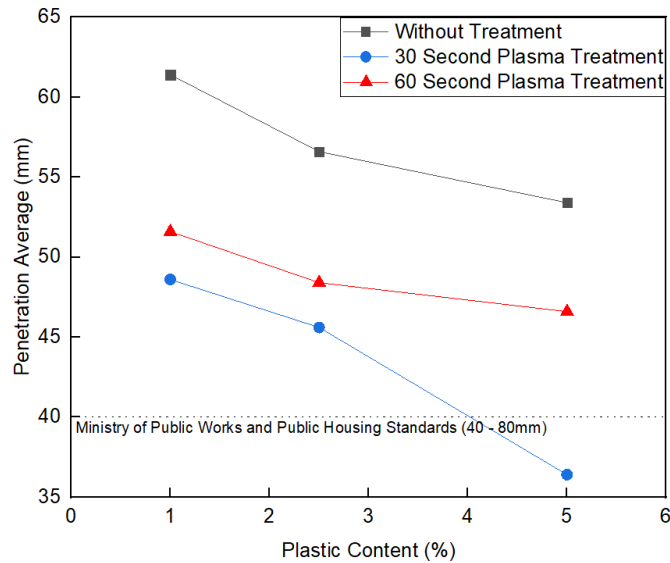 65
60
55
50
45
40
35
0
1
2
3
4
5
6
Penetration Average (mm)
Plastic Content (%)
Without Treatment
30 Second Plasma Treatment
60 Second Plasma Treatment
Ministry of Public Works and Public Housing Standards (40 - 80mm)